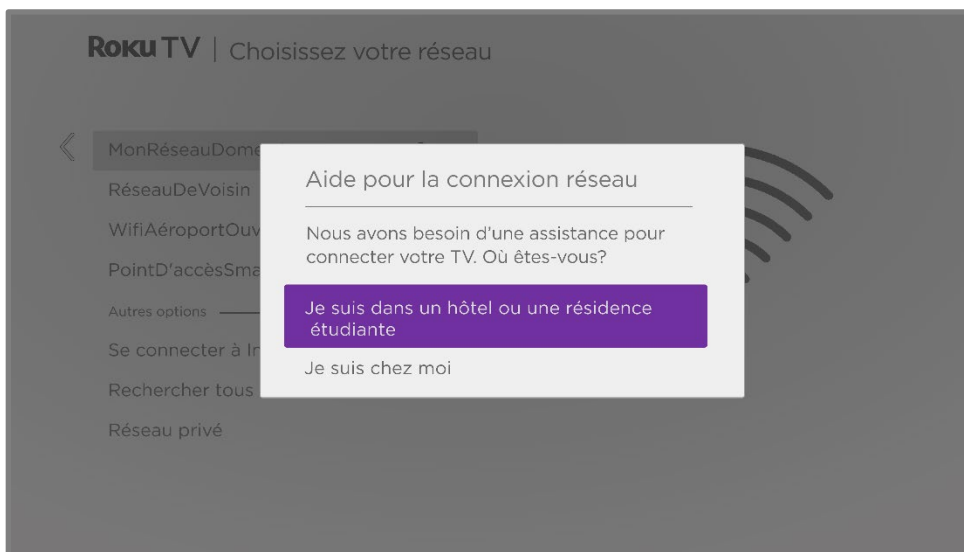 Roku TV | Choisissez votre réseau
MonRéseauDome
RéseauDeVoisin
WifiAéroportOuv
PointD'accèsSma
Autres options
Se connecter à In
Rechercher tous
Réseau privé
Aide pour la connexion réseau
Nous avons besoin d'une assistance pour
connecter votre TV. Où êtes-vous?
Je suis dans un hôtel ou une résidence
étudiante
Je suis chez moi